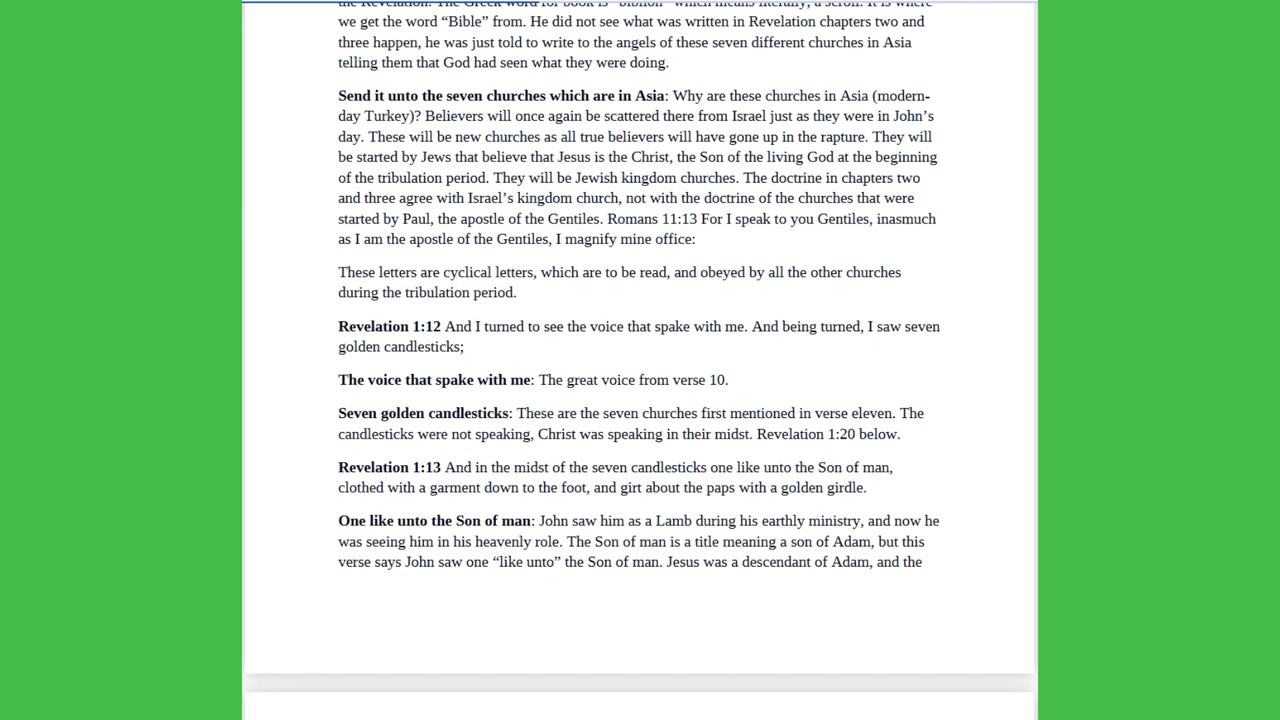 the Revelation. The Greek word for book is “biblion” which means literally, a scroll. It is where
we get the word “Bible” from. He did not see what was written in Revelation chapters two and
three happen, he was just told to write to the angels of these seven different churches in Asia
telling them that God had seen what they were doing.
Send it unto the seven churches which are in Asia: Why are these churches in Asia (modern-
day Turkey)? Believers will once again be scattered there from Israel just as they were in John’s
day. These will be new churches as all true believers will have gone up in the rapture. They will
be started by Jews that believe that Jesus is the Christ, the Son of the living God at the beginning
of the tribulation period. They will be Jewish kingdom churches. The doctrine in chapters two
and three agree with Israel’s kingdom church, not with the doctrine of the churches that were
started by Paul, the apostle of the Gentiles. Romans 11:13 For I speak to you Gentiles, inasmuch
as I am the apostle of the Gentiles, I magnify mine office:
These letters are cyclical letters, which are to be read, and obeyed by all the other churches
during the tribulation period.
Revelation 1:12 And I turned to see the voice that spake with me. And being turned, I saw seven
golden candlesticks;
The voice that spake with me: The great voice from verse 10.
Seven golden candlesticks: These are the seven churches first mentioned in verse eleven. The
candlesticks were not speaking, Christ was speaking in their midst. Revelation 1:20 below.
Revelation 1:13 And in the midst of the seven candlesticks one like unto the Son of man,
clothed with a garment down to the foot, and girt about the paps with a golden girdle.
One like unto the Son of man: John saw him as a Lamb during his earthly ministry, and now he
was seeing him in his heavenly role. The Son of man is a title meaning a son of Adam, but this
verse says John saw one “like unto” the Son of man. Jesus was a descendant of Adam, and the